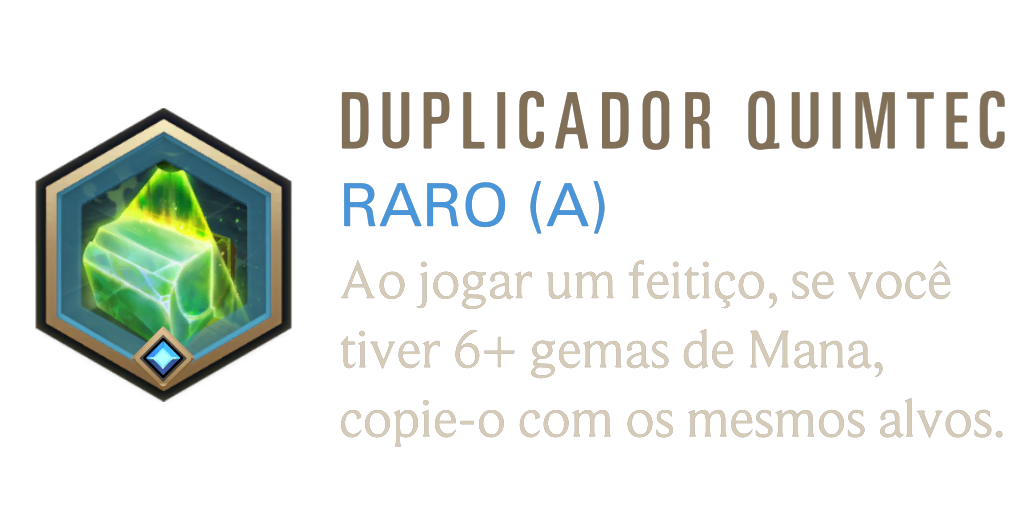 DUPLICADOR QUIMTEC
RARO (A)
Ao jogar um feitiço, se você
tiver 6+ gemas de Mana,
copie-o com os mesmos alvos.